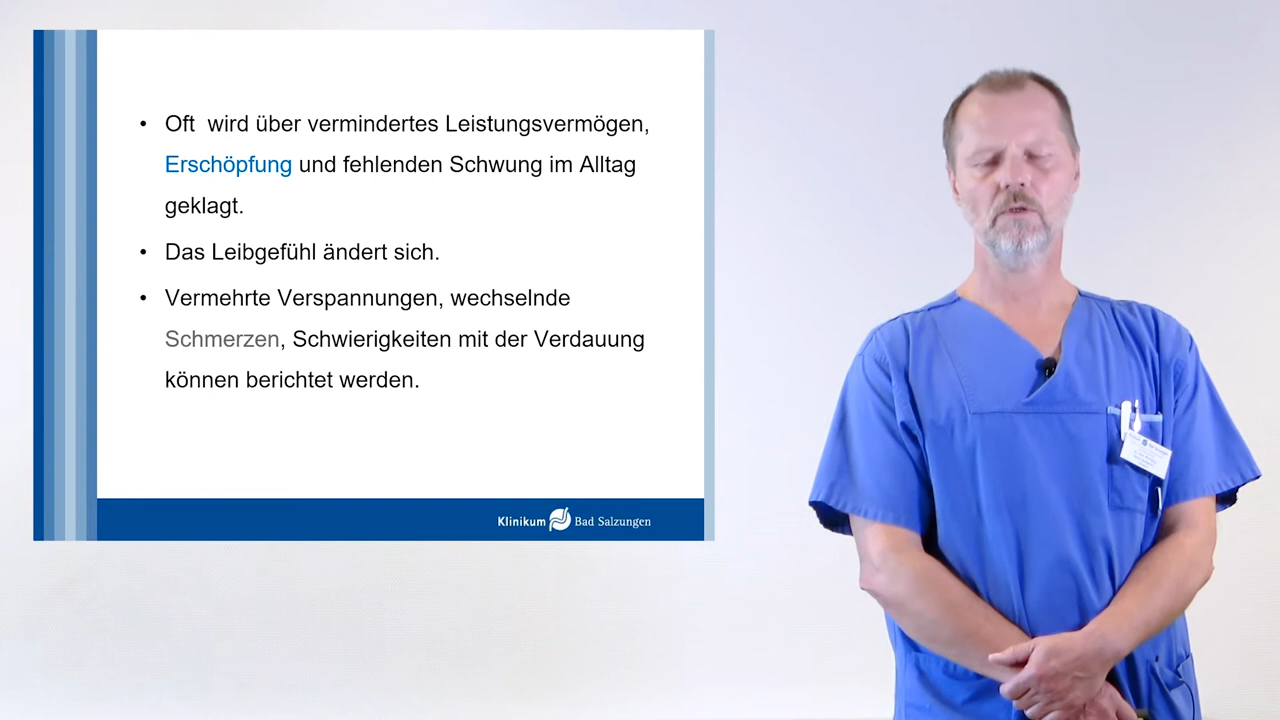 • Oft wird über vermindertes Leistungsvermögen,
Erschöpfung und fehlenden Schwung im Alltag
geklagt.
• Das Leibgefühl ändert sich.
• Vermehrte Verspannungen, wechselnde
Schmerzen, Schwierigkeiten mit der Verdauung
können berichtet werden.
Klinikum Bad Salzungen